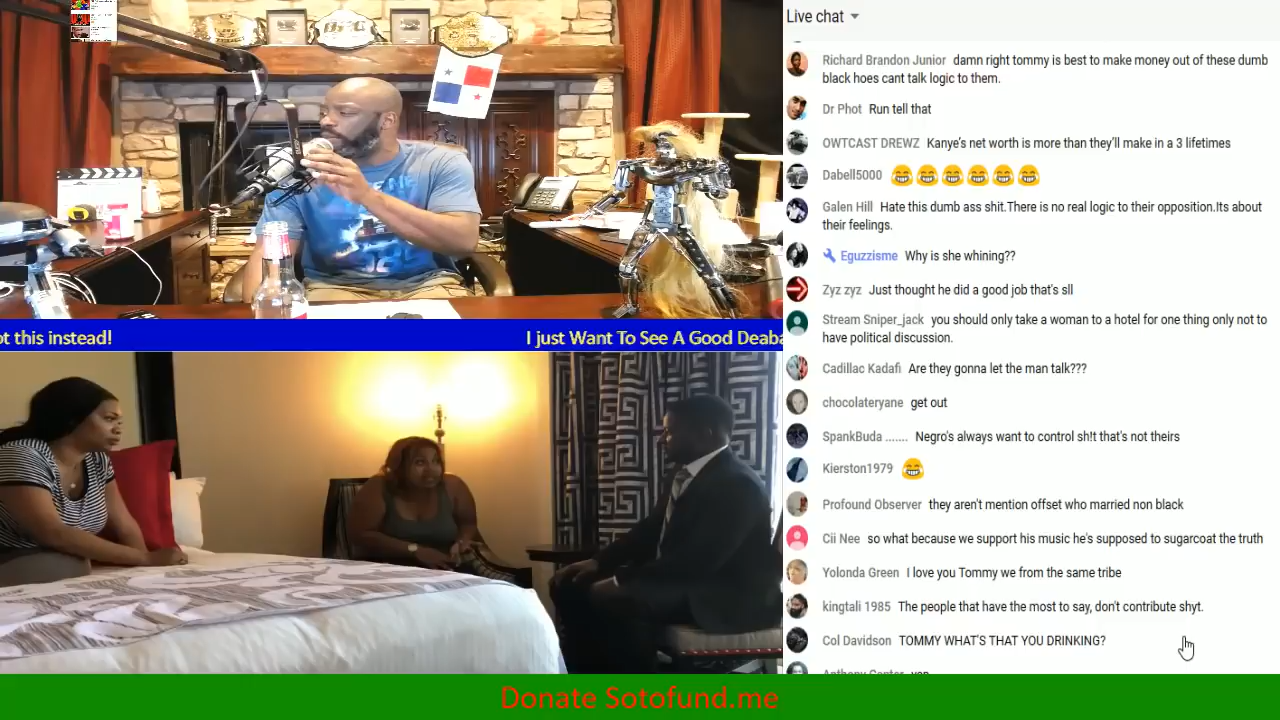 Live chat
Richard Brandon Junior damn right tommy is best to make money out of these dumb
black hoes cant talk logic to them.
Dr Phot Run tell that
OWTCAST DREWZ Kanye's net worth is more than they'll make in a 3 lifetimes
Dabell5000 😂😂😂😂😂😂
Galen Hill Hate this dumb ass shit.There is no real logic to their opposition.Its about
their feelings.
Eguzzisme Why is she whining??
Zyz zyz Just thought he did a good job that's sll
Stream Sniper_jack you should only take a woman to a hotel for one thing only not to
have political discussion.
Cadillac Kadafi Are they gonna let the man talk???
chocolateryane get out
SpankBuda ....... Negro's always want to control sh!t that's not theirs
Kierston1979 😂
Profound Observer they aren't mention offset who married non black
Cii Nee so what because we support his music he's supposed to sugarcoat the truth
Yolonda Green I love you Tommy we from the same tribe
kingtali 1985 The people that have the most to say, don't contribute shyt.
Col Davidson TOMMY WHAT'S THAT YOU DRINKING?
ot this instead! I just Want To See A Good Deaba
Donate Sotofund.me